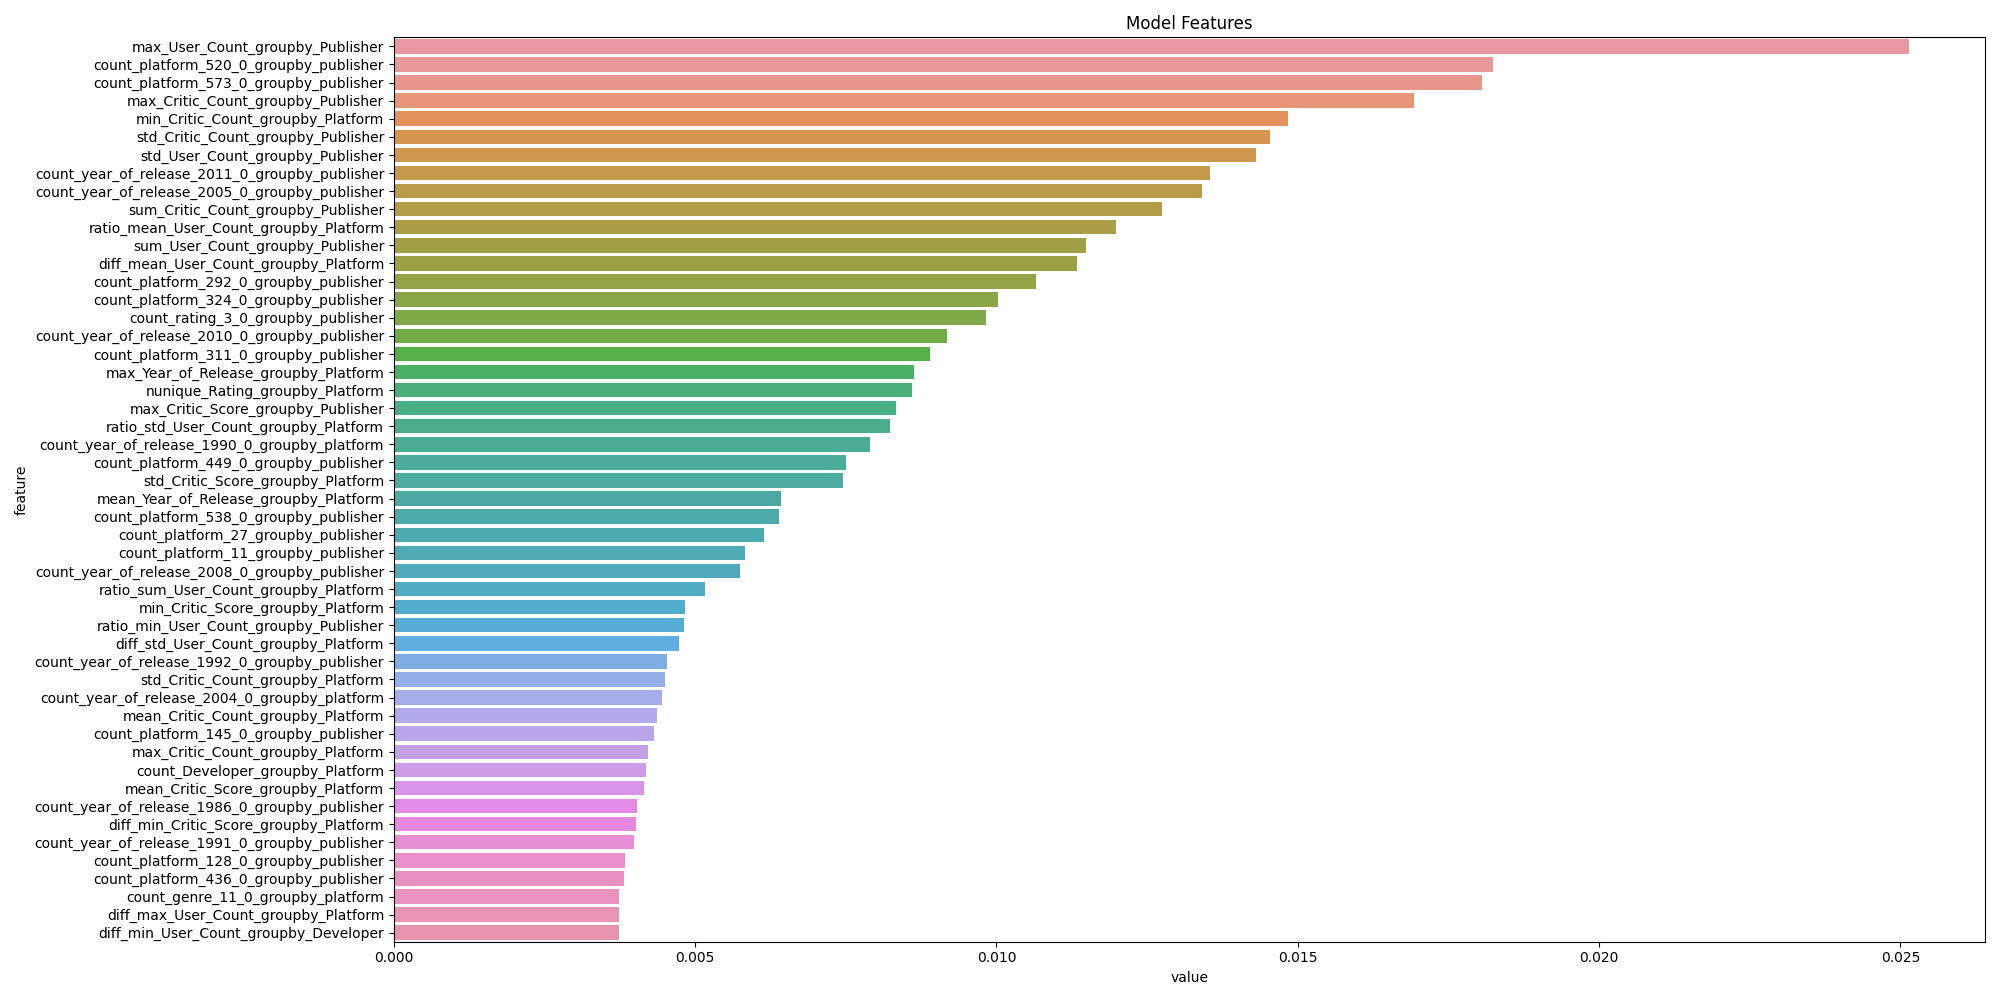 Model Features
max_User_Count_groupby_Publisher
count_platform_520_0_groupby_publisher
count_platform_573_0_groupby_publisher
max_Critic_Count_groupby_Publisher
min_Critic_Count_groupby_Platform
std_Critic_Count_groupby_Publisher
std_User_Count_groupby_Publisher
count_year_of_release_2011_0_groupby_publisher
count_year_of_release_2005_0_groupby_publisher
sum_Critic_Count_groupby_Publisher
ratio_mean_User_Count_groupby_Platform
sum_User_Count_groupby_Publisher
diff_mean_User_Count_groupby_Platform
count_platform_292_0_groupby_publisher
count_platform_324_0_groupby_publisher
count_rating_3_0_groupby_publisher
count_year_of_release_2010_0_groupby_publisher
count_platform_311_0_groupby_publisher
max_Year_of_Release_groupby_Platform
nunique_Rating_groupby_Platform
max_Critic_Score_groupby_Publisher
ratio_std_User_Count_groupby_Platform
count_year_of_release_1990_0_groupby_platform
count_platform_449_0_groupby_publisher
std_Critic_Score_groupby_Platform
mean_Year_of_Release_groupby_Platform
count_platform_538_0_groupby_publisher
count_platform_27_groupby_publisher
count_platform_11_groupby_publisher
count_year_of_release_2008_0_groupby_publisher
ratio_sum_User_Count_groupby_Platform
min_Critic_Score_groupby_Platform
ratio_min_User_Count_groupby_Publisher
diff_std_User_Count_groupby_Platform
count_year_of_release_1992_0_groupby_publisher
std_Critic_Count_groupby_Platform
count_year_of_release_2004_0_groupby_platform
mean_Critic_Count_groupby_Platform
count_platform_145_0_groupby_publisher
max_Critic_Count_groupby_Platform
count_Developer_groupby_Platform
mean_Critic_Score_groupby_Platform
count_year_of_release_1986_0_groupby_publisher
diff_min_Critic_Score_groupby_Platform
count_year_of_release_1991_0_groupby_publisher
count_platform_128_0_groupby_publisher
count_platform_436_0_groupby_publisher
count_genre_11_0_groupby_platform
diff_max_User_Count_groupby_Platform
diff_min_User_Count_groupby_Developer
feature
0.000 0.005 0.010 0.015 0.020 0.025
value